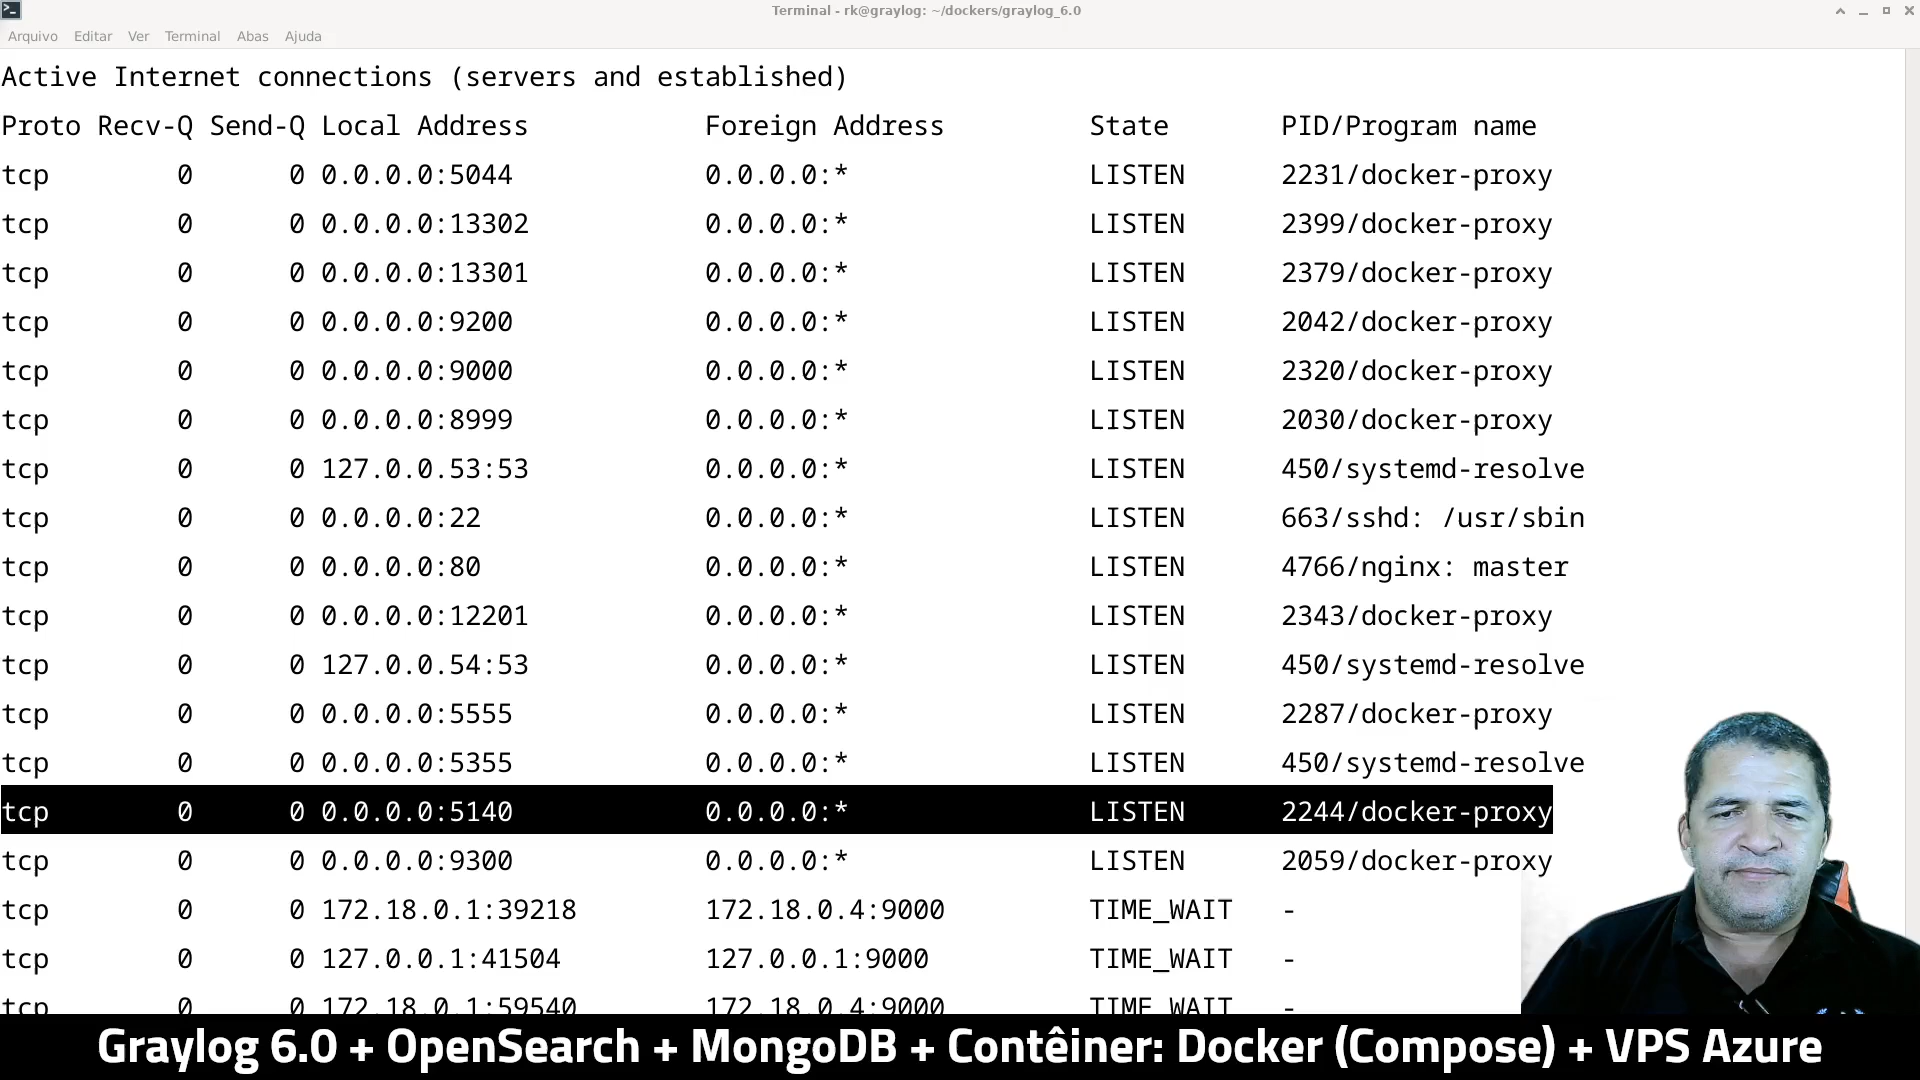 Terminal - rk@graylog: ~/dockers/graylog_6.0
Arquivo Editar Ver Terminal Abas Ajuda
Active Internet connections (servers and established)
Proto Recv-Q Send-Q Local Address Foreign Address State PID/Program name
tcp 0 0 0.0.0.0:5044 0.0.0.0:* LISTEN 2231/docker-proxy
tcp 0 0 0.0.0.0:13302 0.0.0.0:* LISTEN 2399/docker-proxy
tcp 0 0 0.0.0.0:13301 0.0.0.0:* LISTEN 2379/docker-proxy
tcp 0 0 0.0.0.0:9200 0.0.0.0:* LISTEN 2042/docker-proxy
tcp 0 0 0.0.0.0:9000 0.0.0.0:* LISTEN 2320/docker-proxy
tcp 0 0 0.0.0.0:8999 0.0.0.0:* LISTEN 2030/docker-proxy
tcp 0 0 127.0.0.53:53 0.0.0.0:* LISTEN 450/systemd-resolve
tcp 0 0 0.0.0.0:22 0.0.0.0:* LISTEN 663/sshd: /usr/sbin
tcp 0 0 0.0.0.0:80 0.0.0.0:* LISTEN 4766/nginx: master
tcp 0 0 0.0.0.0:12201 0.0.0.0:* LISTEN 2343/docker-proxy
tcp 0 0 127.0.0.54:53 0.0.0.0:* LISTEN 450/systemd-resolve
tcp 0 0 0.0.0.0:5555 0.0.0.0:* LISTEN 2287/docker-proxy
tcp 0 0 0.0.0.0:5355 0.0.0.0:* LISTEN 450/systemd-resolve
tcp 0 0 0.0.0.0:5140 0.0.0.0:* LISTEN 2244/docker-proxy
tcp 0 0 0.0.0.0:9300 0.0.0.0:* LISTEN 2059/docker-proxy
tcp 0 0 172.18.0.1:39218 172.18.0.4:9000 TIME_WAIT -
tcp 0 0 127.0.0.1:41504 127.0.0.1:9000 TIME_WAIT -
tcp 0 0 172.18.0.1:59540 172.18.0.4:9000 TIME_WAIT -
Graylog 6.0 + OpenSearch + MongoDB + Contêiner: Docker (Compose) + VPS Azure